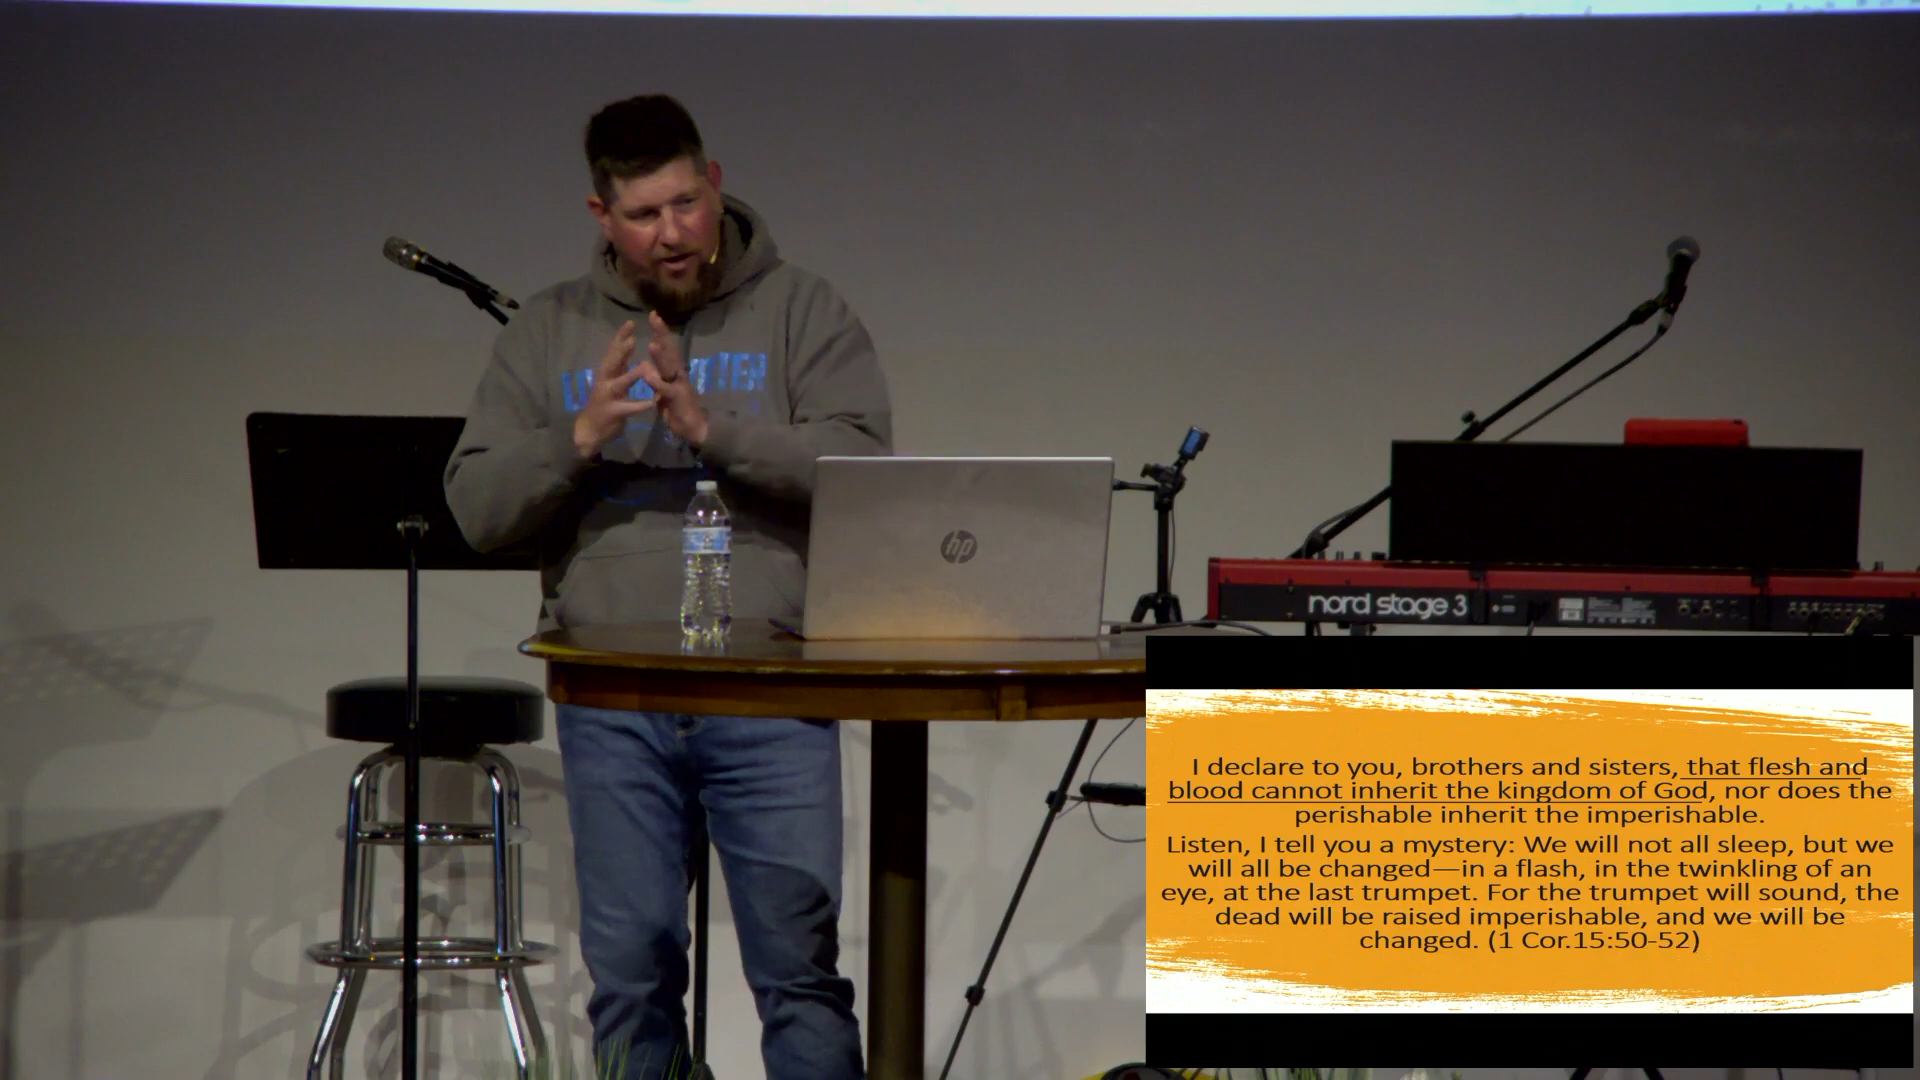 hp
nord stage 3
I declare to you, brothers and sisters, that flesh and
blood cannot inherit the kingdom of God, nor does the
perishable inherit the imperishable.
Listen, I tell you a mystery: We will not all sleep, but we
will all be changed—in a flash, in the twinkling of an
eye, at the last trumpet. For the trumpet will sound, the
dead will be raised imperishable, and we will be
changed. (1 Cor.15:50-52)